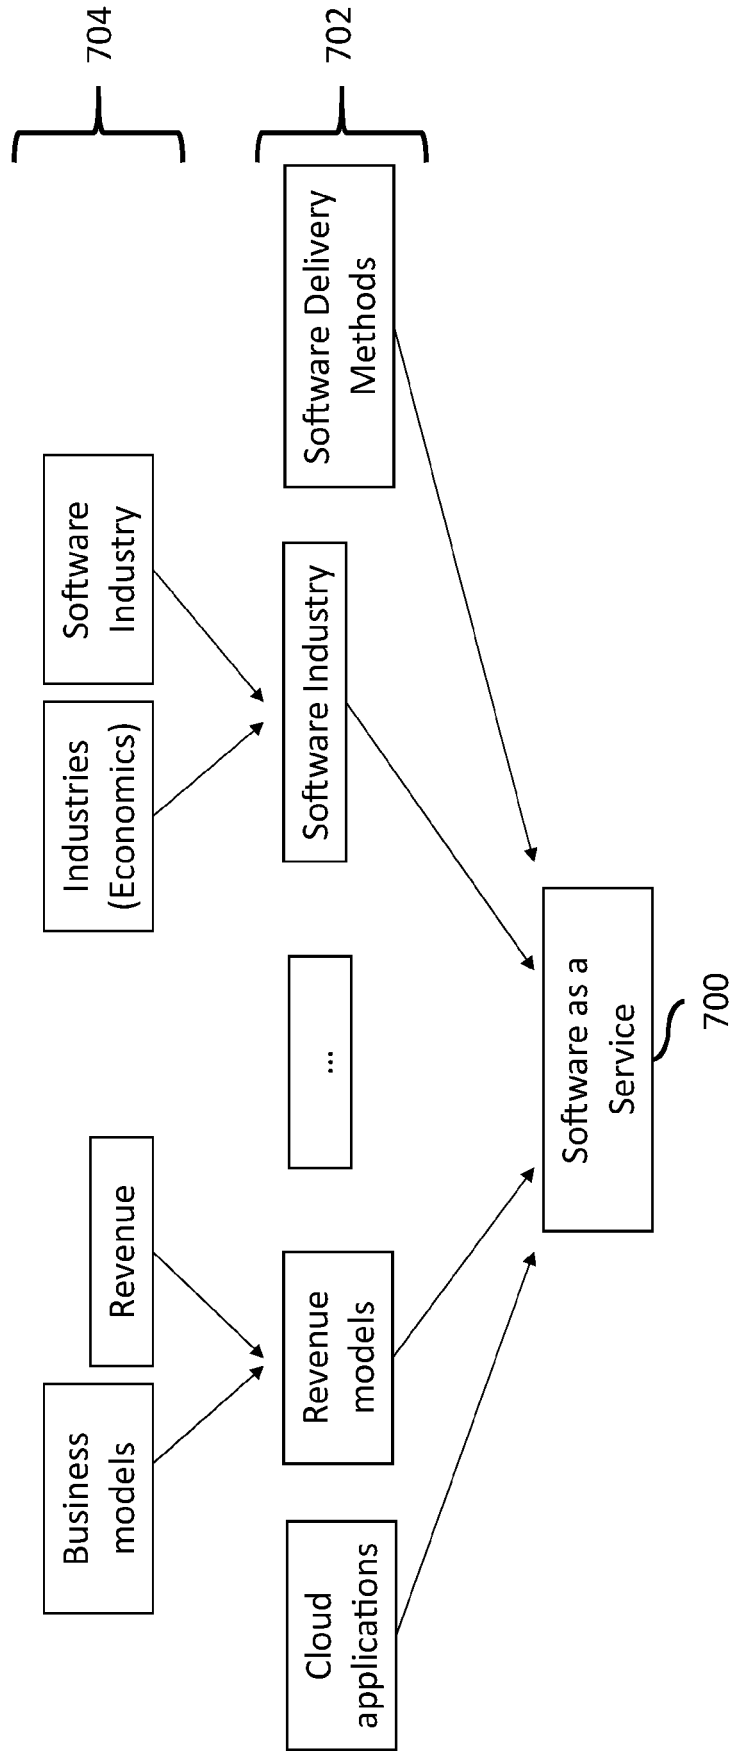 Business
models
Revenue
Industries
(Economics)
Software
Industry
704
Cloud
applications
Revenue
models
...
Software Industry
Software Delivery
Methods
702
Software as a
Service
700